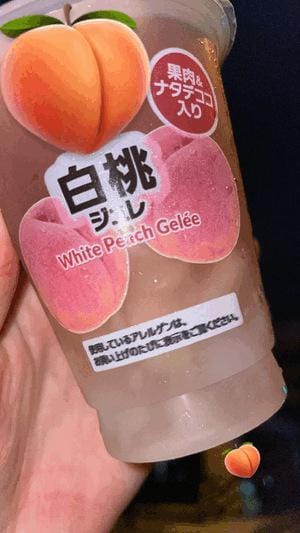 果肉&
ナタデココ
入り
白桃
ジュレ
White Peach Gelée
使用しているアレルゲンは、
お買い上げのたびに表示をご覧ください。